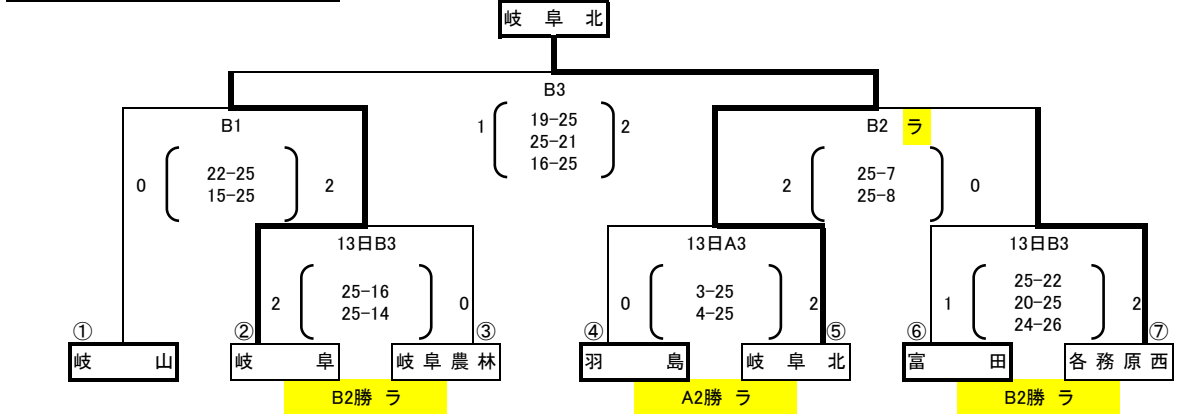 岐 阜 北
B3
1 19-25 2
25-21
16-25
B1
0 22-25 2
15-25
B2 ラ
2 25-7 0
25-8
13日B3
2 25-16 0
25-14
13日A3
0 3-25 2
4-25
13日B3
1 25-22 2
20-25
24-26
① ② ③ ④ ⑤ ⑥ ⑦
岐 山 岐 阜 岐 阜 農 林 羽 島 岐 阜 北 富 田 各 務 原 西
B2勝 ラ A2勝 ラ B2勝 ラ